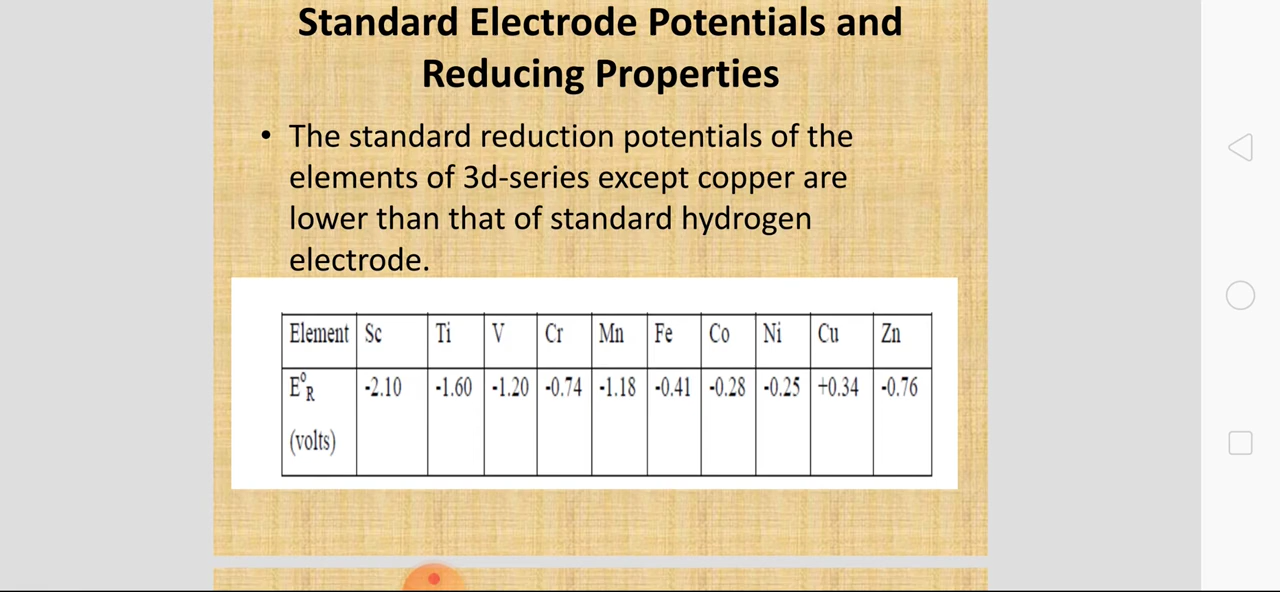 Standard Electrode Potentials and
Reducing Properties
• The standard reduction potentials of the
elements of 3d-series except copper are
lower than that of standard hydrogen
electrode.
Element Sc Ti V Cr Mn Fe Co Ni Cu Zn
E°R -2.10 -1.60 -1.20 -0.74 -1.18 -0.41 -0.28 -0.25 +0.34 -0.76
(volts)